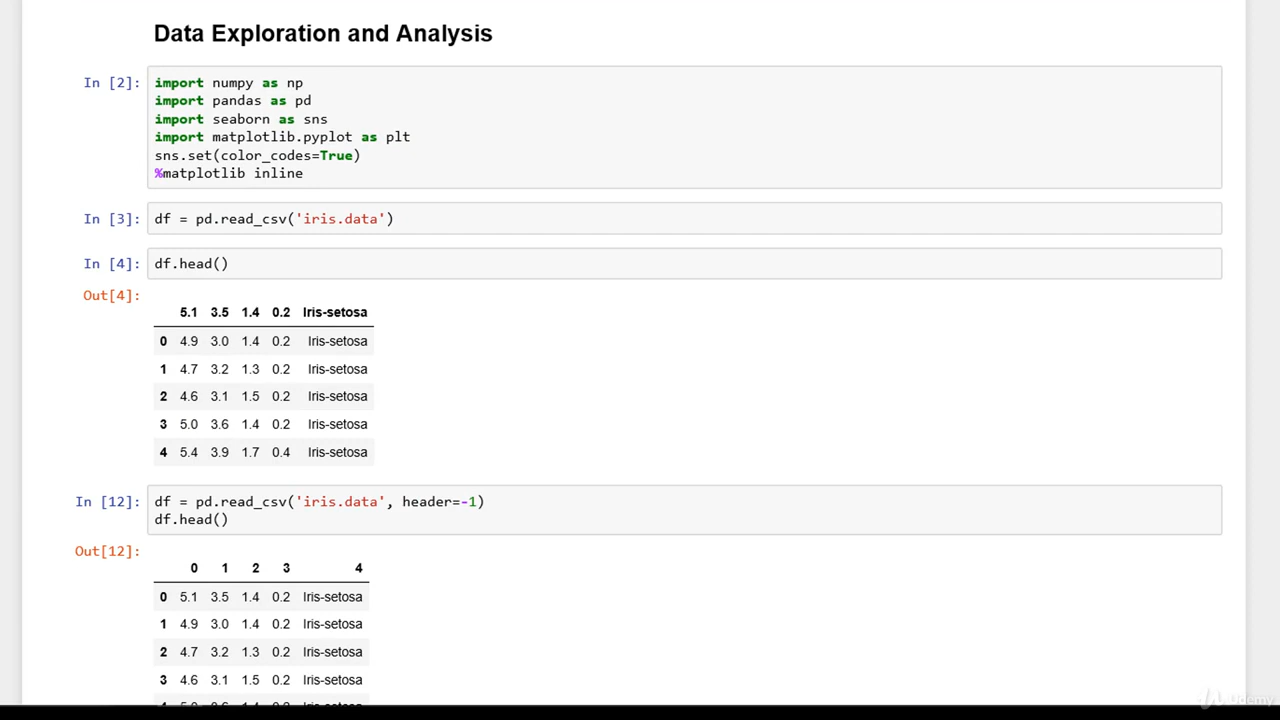 Data Exploration and Analysis
In [2]:
import numpy as np
import pandas as pd
import seaborn as sns
import matplotlib.pyplot as plt
sns.set(color_codes=True)
%matplotlib inline
In [3]:
df = pd.read_csv('iris.data')
In [4]:
df.head()
Out[4]:
5.1 3.5 1.4 0.2 Iris-setosa
0 4.9 3.0 1.4 0.2 Iris-setosa
1 4.7 3.2 1.3 0.2 Iris-setosa
2 4.6 3.1 1.5 0.2 Iris-setosa
3 5.0 3.6 1.4 0.2 Iris-setosa
4 5.4 3.9 1.7 0.4 Iris-setosa
In [12]:
df = pd.read_csv('iris.data', header=-1)
df.head()
Out[12]:
0 1 2 3 4
0 5.1 3.5 1.4 0.2 Iris-setosa
1 4.9 3.0 1.4 0.2 Iris-setosa
2 4.7 3.2 1.3 0.2 Iris-setosa
3 4.6 3.1 1.5 0.2 Iris-setosa
Udemy